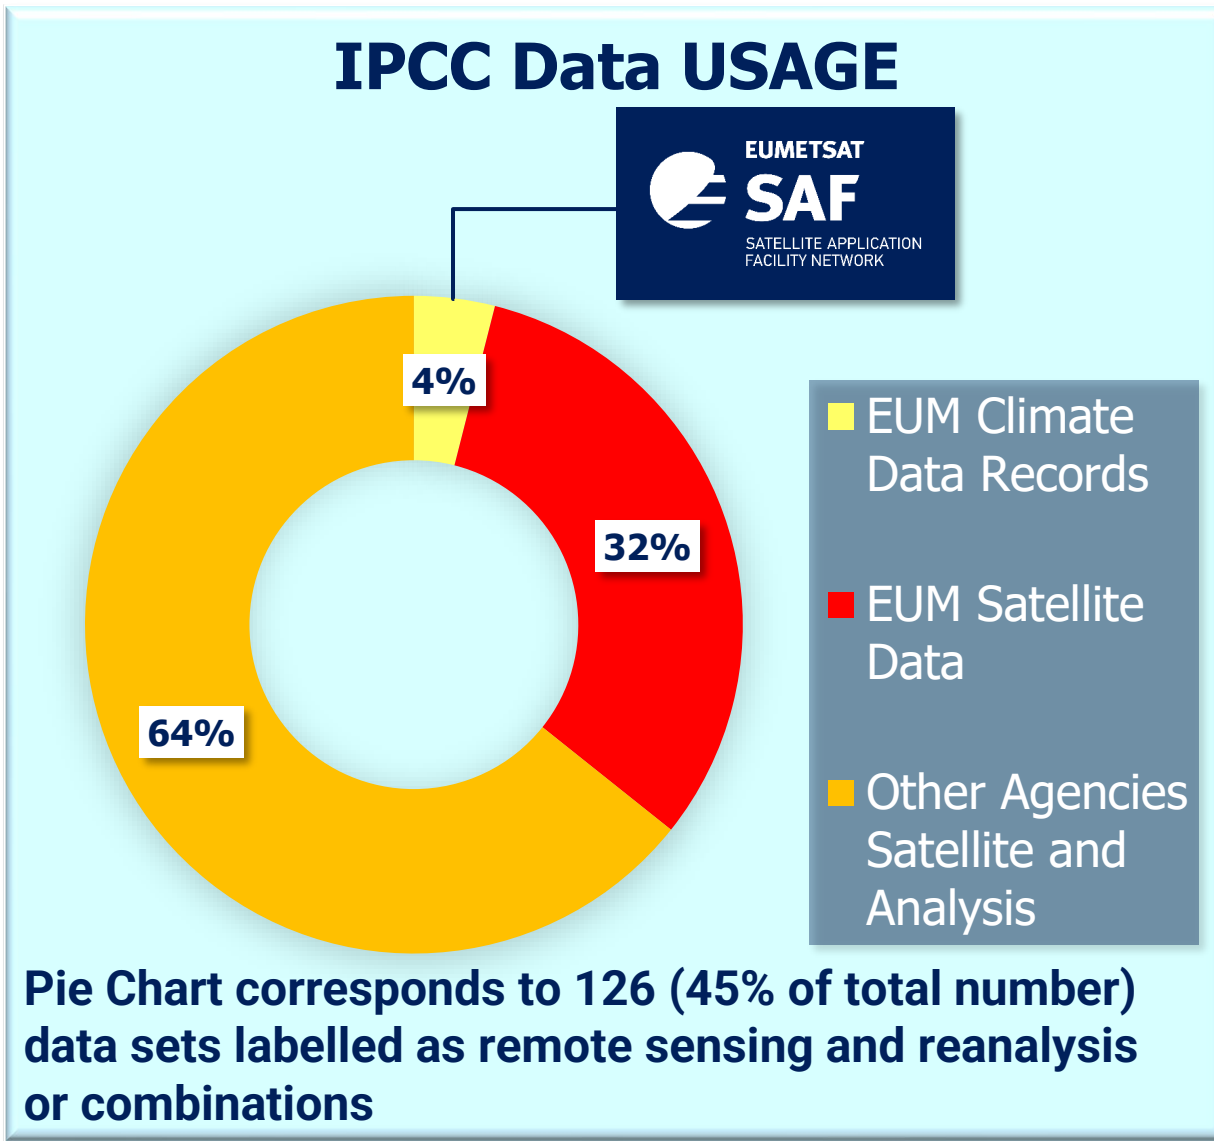 IPCC Data USAGE
EUMETSAT
SAF
SATELLITE APPLICATION
FACILITY NETWORK
4%
32%
64%
EUM Climate
Data Records
EUM Satellite
Data
Other Agencies
Satellite and
Analysis
Pie Chart corresponds to 126 (45% of total number)
data sets labelled as remote sensing and reanalysis
or combinations